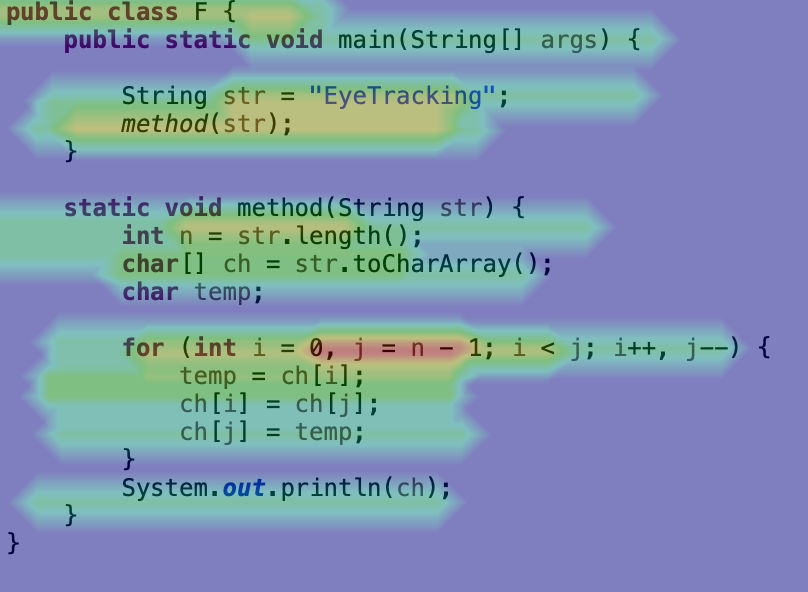 public class F {
    public static void main(String[] args) {
        String str = "EyeTracking";
        method(str);
    }
    static void method(String str) {
        int n = str.length();
        char[] ch = str.toCharArray();
        char temp;
        for (int i = 0, j = n - 1; i < j; i++, j--) {
            temp = ch[i];
            ch[i] = ch[j];
            ch[j] = temp;
        }
        System.out.println(ch);
    }
}